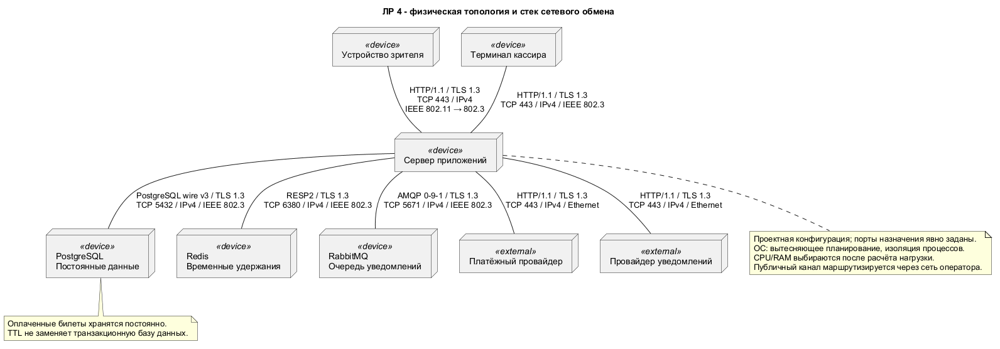 ЛР 4 - физическая топология и стек сетевого обмена
«device»
Устройство зрителя
«device»
Терминал кассира
HTTP/1.1 / TLS 1.3
TCP 443 / IPv4
IEEE 802.11 → 802.3
HTTP/1.1 / TLS 1.3
TCP 443 / IPv4 / IEEE 802.3
«device»
Сервер приложений
PostgreSQL wire v3 / TLS 1.3
TCP 5432 / IPv4 / IEEE 802.3
RESP2 / TLS 1.3
TCP 6380 / IPv4 / IEEE 802.3
AMQP 0-9-1 / TLS 1.3
TCP 5671 / IPv4 / IEEE 802.3
HTTP/1.1 / TLS 1.3
TCP 443 / IPv4 / Ethernet
HTTP/1.1 / TLS 1.3
TCP 443 / IPv4 / Ethernet
«device»
PostgreSQL
Постоянные данные
«device»
Redis
Временные удержания
«device»
RabbitMQ
Очередь уведомлений
«external»
Платёжный провайдер
«external»
Провайдер уведомлений
Проектная конфигурация; порты назначения явно заданы.
ОС: вытесняющее планирование, изоляция процессов.
CPU/RAM выбираются после расчёта нагрузки.
Публичный канал маршрутизируется через сеть оператора.
Оплаченные билеты хранятся постоянно.
TTL не заменяет транзакционную базу данных.